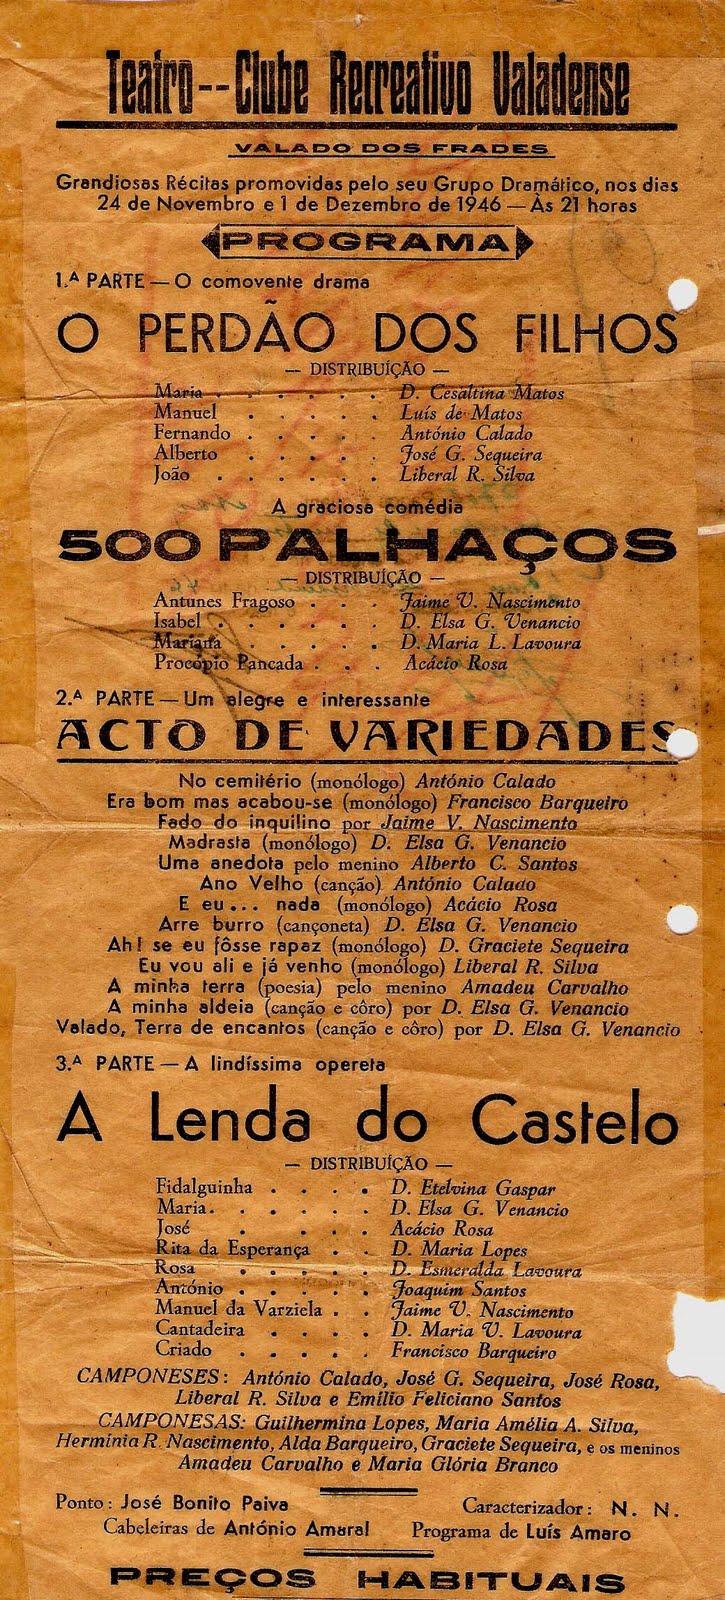 Teatro--Clube Recreativo Valadense
VALADO DOS FRADES
Grandiosas Récitas promovidas pelo seu Grupo Dramático, nos dias
24 de Novembro e 1 de Dezembro de 1946 — Às 21 horas
PROGRAMA
1.ª PARTE — O comovente drama
O PERDÃO DOS FILHOS
— DISTRIBUÍÇÃO —
Maria . . . . . . D. Cesaltina Matos
Manuel . . . . . Luís de Matos
Fernando . . . . . António Calado
Alberto . . . . . José G. Sequeira
João . . . . . . Liberal R. Silva
A graciosa comédia
500 PALHAÇOS
— DISTRIBUÍÇÃO —
Antunes Fragoso . . . Jaime V. Nascimento
Isabel . . . . . . D. Elsa G. Venancio
Mariana . . . . . D. Maria L. Lavoura
Procópio Pancada . . . Acácio Rosa
2.ª PARTE — Um alegre e interessante
ACTO DE VARIEDADES
No cemitério (monólogo) António Calado
Era bom mas acabou-se (monólogo) Francisco Barqueiro
Fado do inquilino por Jaime V. Nascimento
Madrasta (monólogo) D. Elsa G. Venancio
Uma anedota pelo menino Alberto C. Santos
Ano Velho (canção) António Calado
E eu... nada (monólogo) Acácio Rosa
Arre burro (cançoneta) D. Elsa G. Venancio
Ah! se eu fôsse rapaz (monólogo) D. Graciete Sequeira
Eu vou ali e já venho (monólogo) Liberal R. Silva
A minha terra (poesia) pelo menino Amadeu Carvalho
A minha aldeia (canção e côro) por D. Elsa G. Venancio
Valado, Terra de encantos (canção e côro) por D. Elsa G. Venancio
3.ª PARTE — A lindíssima opereta
A Lenda do Castelo
— DISTRIBUÍÇÃO —
Fidalguinha . . . . D. Etelvina Gaspar
Maria. . . . . . D. Elsa G. Venancio
José . . . . . Acácio Rosa
Rita da Esperança . . D. Maria Lopes
Rosa . . . . . D. Esmeralda Lavoura
António . . . . . Joaquim Santos
Manuel da Varziela . . Jaime V. Nascimento
Cantadeira . . . . D. Maria V. Lavoura
Criado . . . . . Francisco Barqueiro
CAMPONESES: António Calado, José G. Sequeira, José Rosa,
Liberal R. Silva e Emílio Feliciano Santos
CAMPONESAS: Guilhermina Lopes, Maria Amélia A. Silva,
Hermínia R. Nascimento, Alda Barqueiro, Graciete Sequeira, e os meninos
Amadeu Carvalho e Maria Glória Branco
Ponto: José Bonito Paiva Caracterizador: N. N.
Cabeleiras de António Amaral Programa de Luís Amaro
PREÇOS HABITUAIS